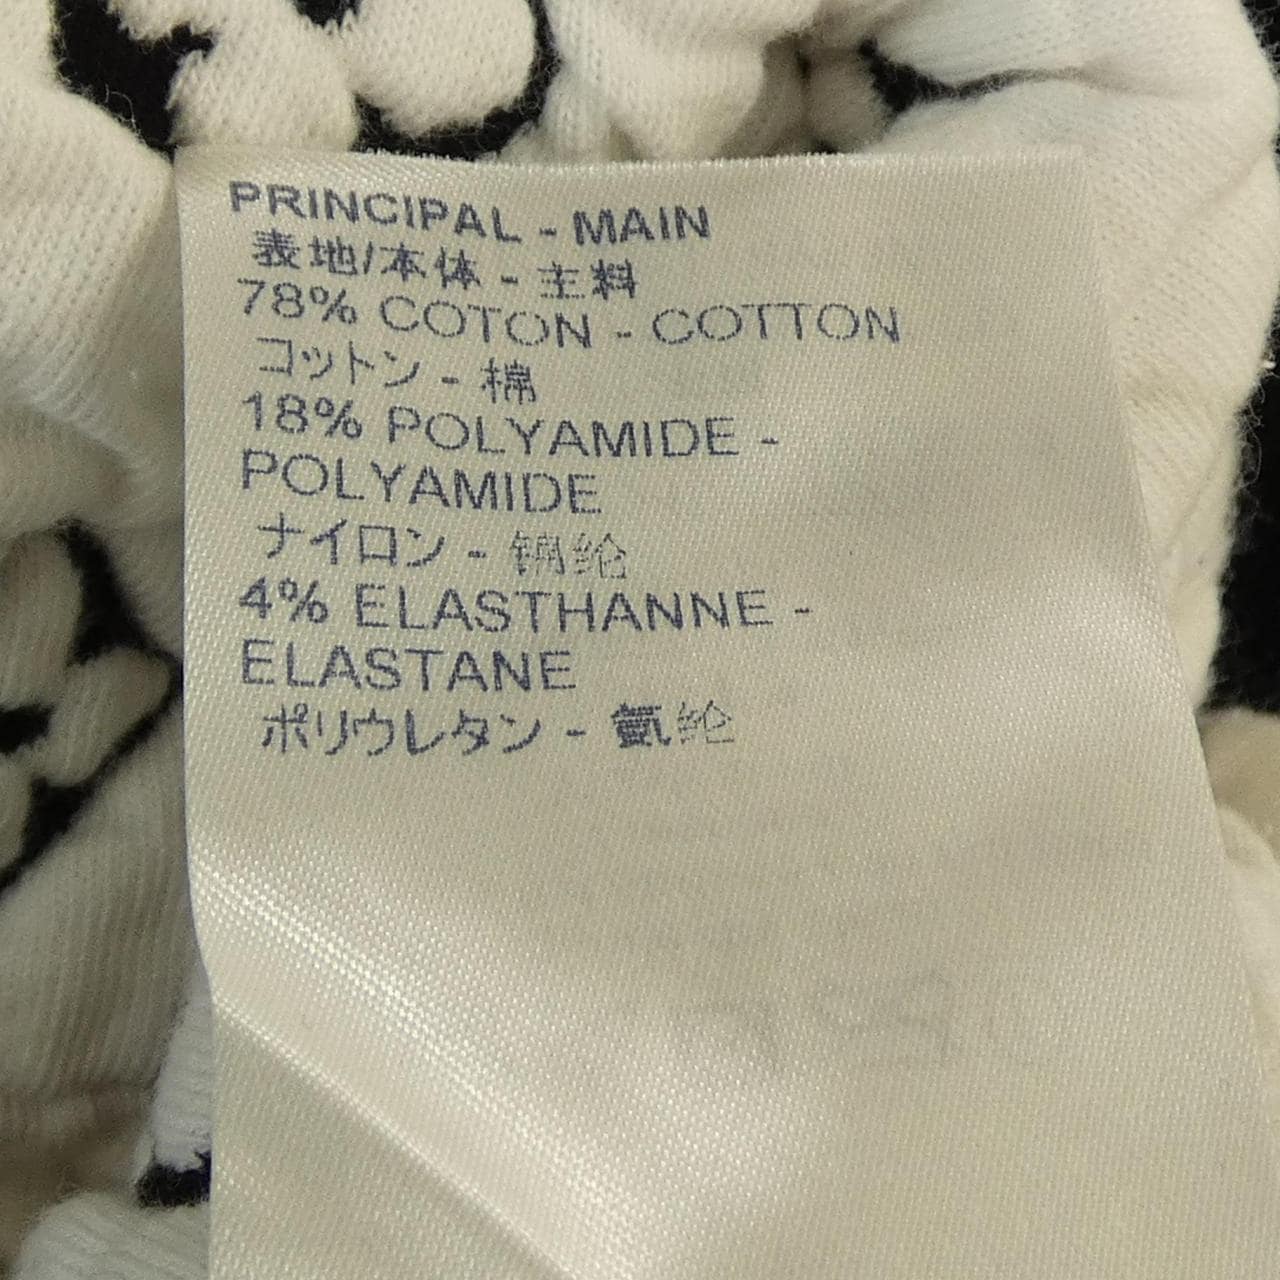 PRINCIPAL - MAIN
表地/本体 - 主料
78% COTON - COTTON
コットン - 棉
18% POLYAMIDE -
POLYAMIDE
ナイロン - 锦纶
4% ELASTHANNE -
ELASTANE
ポリウレタン - 氨纶